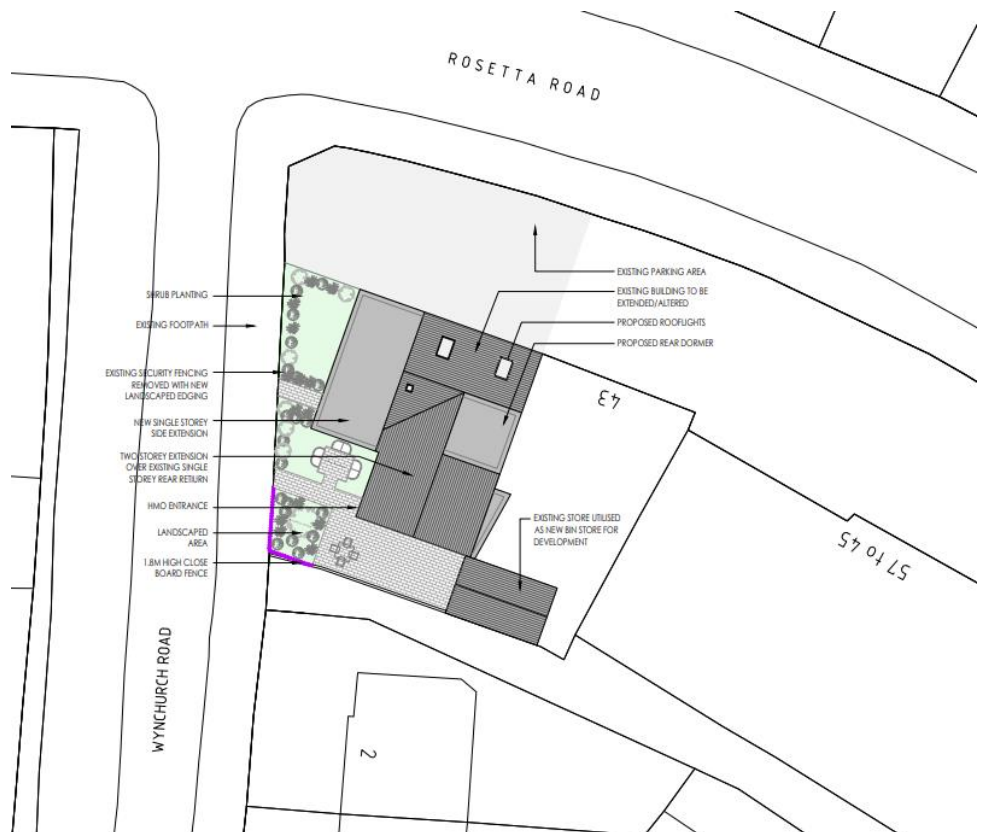 ROSETTA ROAD
EXISTING PARKING AREA
EXISTING BUILDING TO BE
EXTENDED/ALTERED
PROPOSED ROOFLIGHTS
PROPOSED REAR DORMER
SHRUB PLANTING
EXISTING FOOTPATH
EXISTING SECURITY FENCING
REMOVED WITH NEW
LANDSCAPED EDGING
NEW SINGLE STOREY
SIDE EXTENSION
TWO STOREY EXTENSION
OVER EXISTING SINGLE
STOREY REAR RETIURN
HMO ENTRANCE
LANDSCAPED
AREA
1.8M HIGH CLOSE
BOARD FENCE
43
EXISTING STORE UTILISED
AS NEW BIN STORE FOR
DEVELOPMENT
57 to 45
WYNCHURCH ROAD
2